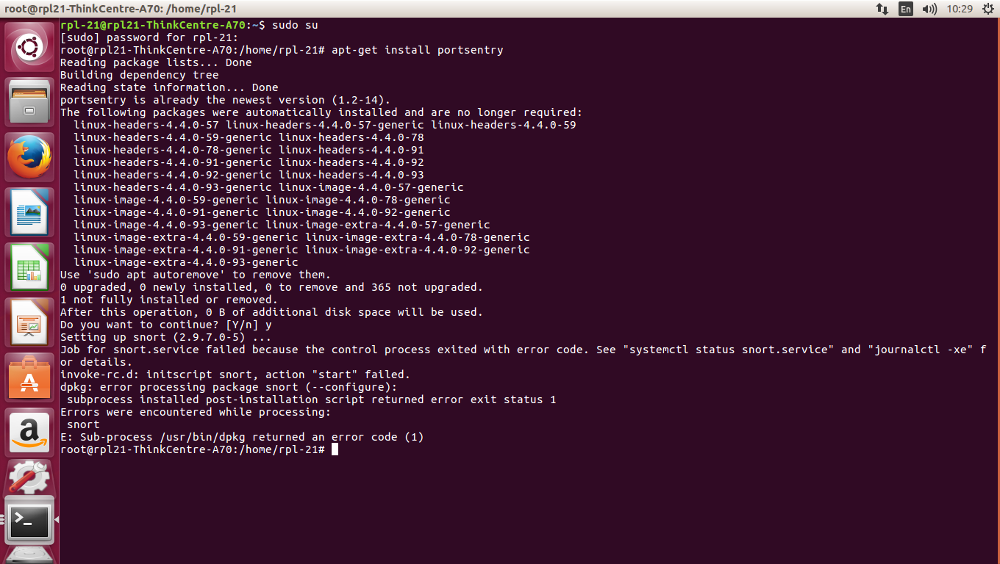 root@rpl21-ThinkCentre-A70: /home/rpl-21
En
10:29
rpl-21@rpl21-ThinkCentre-A70:~$ sudo su
[sudo] password for rpl-21:
root@rpl21-ThinkCentre-A70:/home/rpl-21# apt-get install portsentry
Reading package lists... Done
Building dependency tree
Reading state information... Done
portsentry is already the newest version (1.2-14).
The following packages were automatically installed and are no longer required:
  linux-headers-4.4.0-57 linux-headers-4.4.0-57-generic linux-headers-4.4.0-59
  linux-headers-4.4.0-59-generic linux-headers-4.4.0-78
  linux-headers-4.4.0-78-generic linux-headers-4.4.0-91
  linux-headers-4.4.0-91-generic linux-headers-4.4.0-92
  linux-headers-4.4.0-92-generic linux-headers-4.4.0-93
  linux-headers-4.4.0-93-generic linux-image-4.4.0-57-generic
  linux-image-4.4.0-59-generic linux-image-4.4.0-78-generic
  linux-image-4.4.0-91-generic linux-image-4.4.0-92-generic
  linux-image-4.4.0-93-generic linux-image-extra-4.4.0-57-generic
  linux-image-extra-4.4.0-59-generic linux-image-extra-4.4.0-78-generic
  linux-image-extra-4.4.0-91-generic linux-image-extra-4.4.0-92-generic
  linux-image-extra-4.4.0-93-generic
Use 'sudo apt autoremove' to remove them.
0 upgraded, 0 newly installed, 0 to remove and 365 not upgraded.
1 not fully installed or removed.
After this operation, 0 B of additional disk space will be used.
Do you want to continue? [Y/n] y
Setting up snort (2.9.7.0-5) ...
Job for snort.service failed because the control process exited with error code. See "systemctl status snort.service" and "journalctl -xe" f
or details.
invoke-rc.d: initscript snort, action "start" failed.
dpkg: error processing package snort (--configure):
 subprocess installed post-installation script returned error exit status 1
Errors were encountered while processing:
 snort
E: Sub-process /usr/bin/dpkg returned an error code (1)
root@rpl21-ThinkCentre-A70:/home/rpl-21#